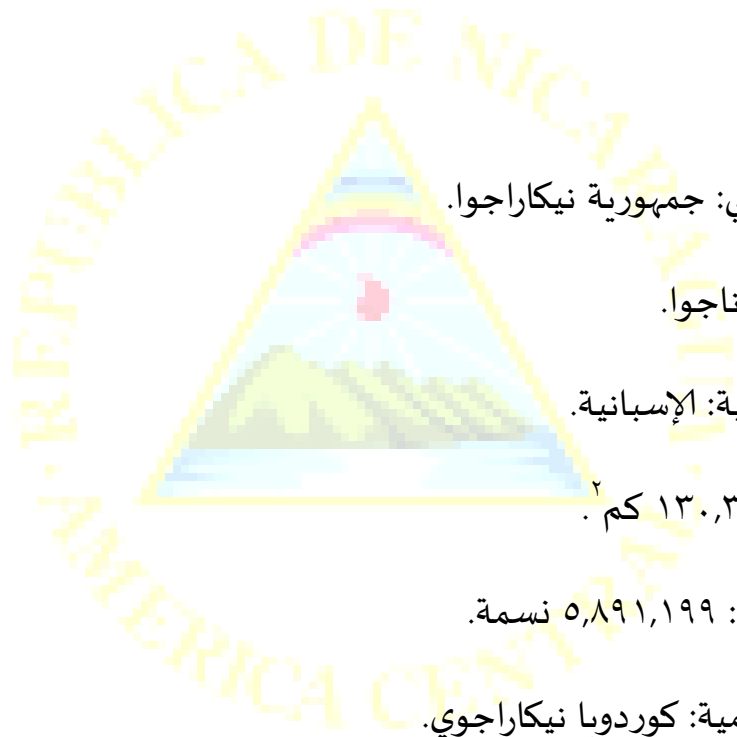 REPUBLICA DE NICARAGUA
جمهورية نيكاراجوا.
الإسبانية.
كم٢.
: ٥,٨٩١,١٩٩ نسمة.
كوردوبا نيكاراجوي.
AMERICA CENTRAL